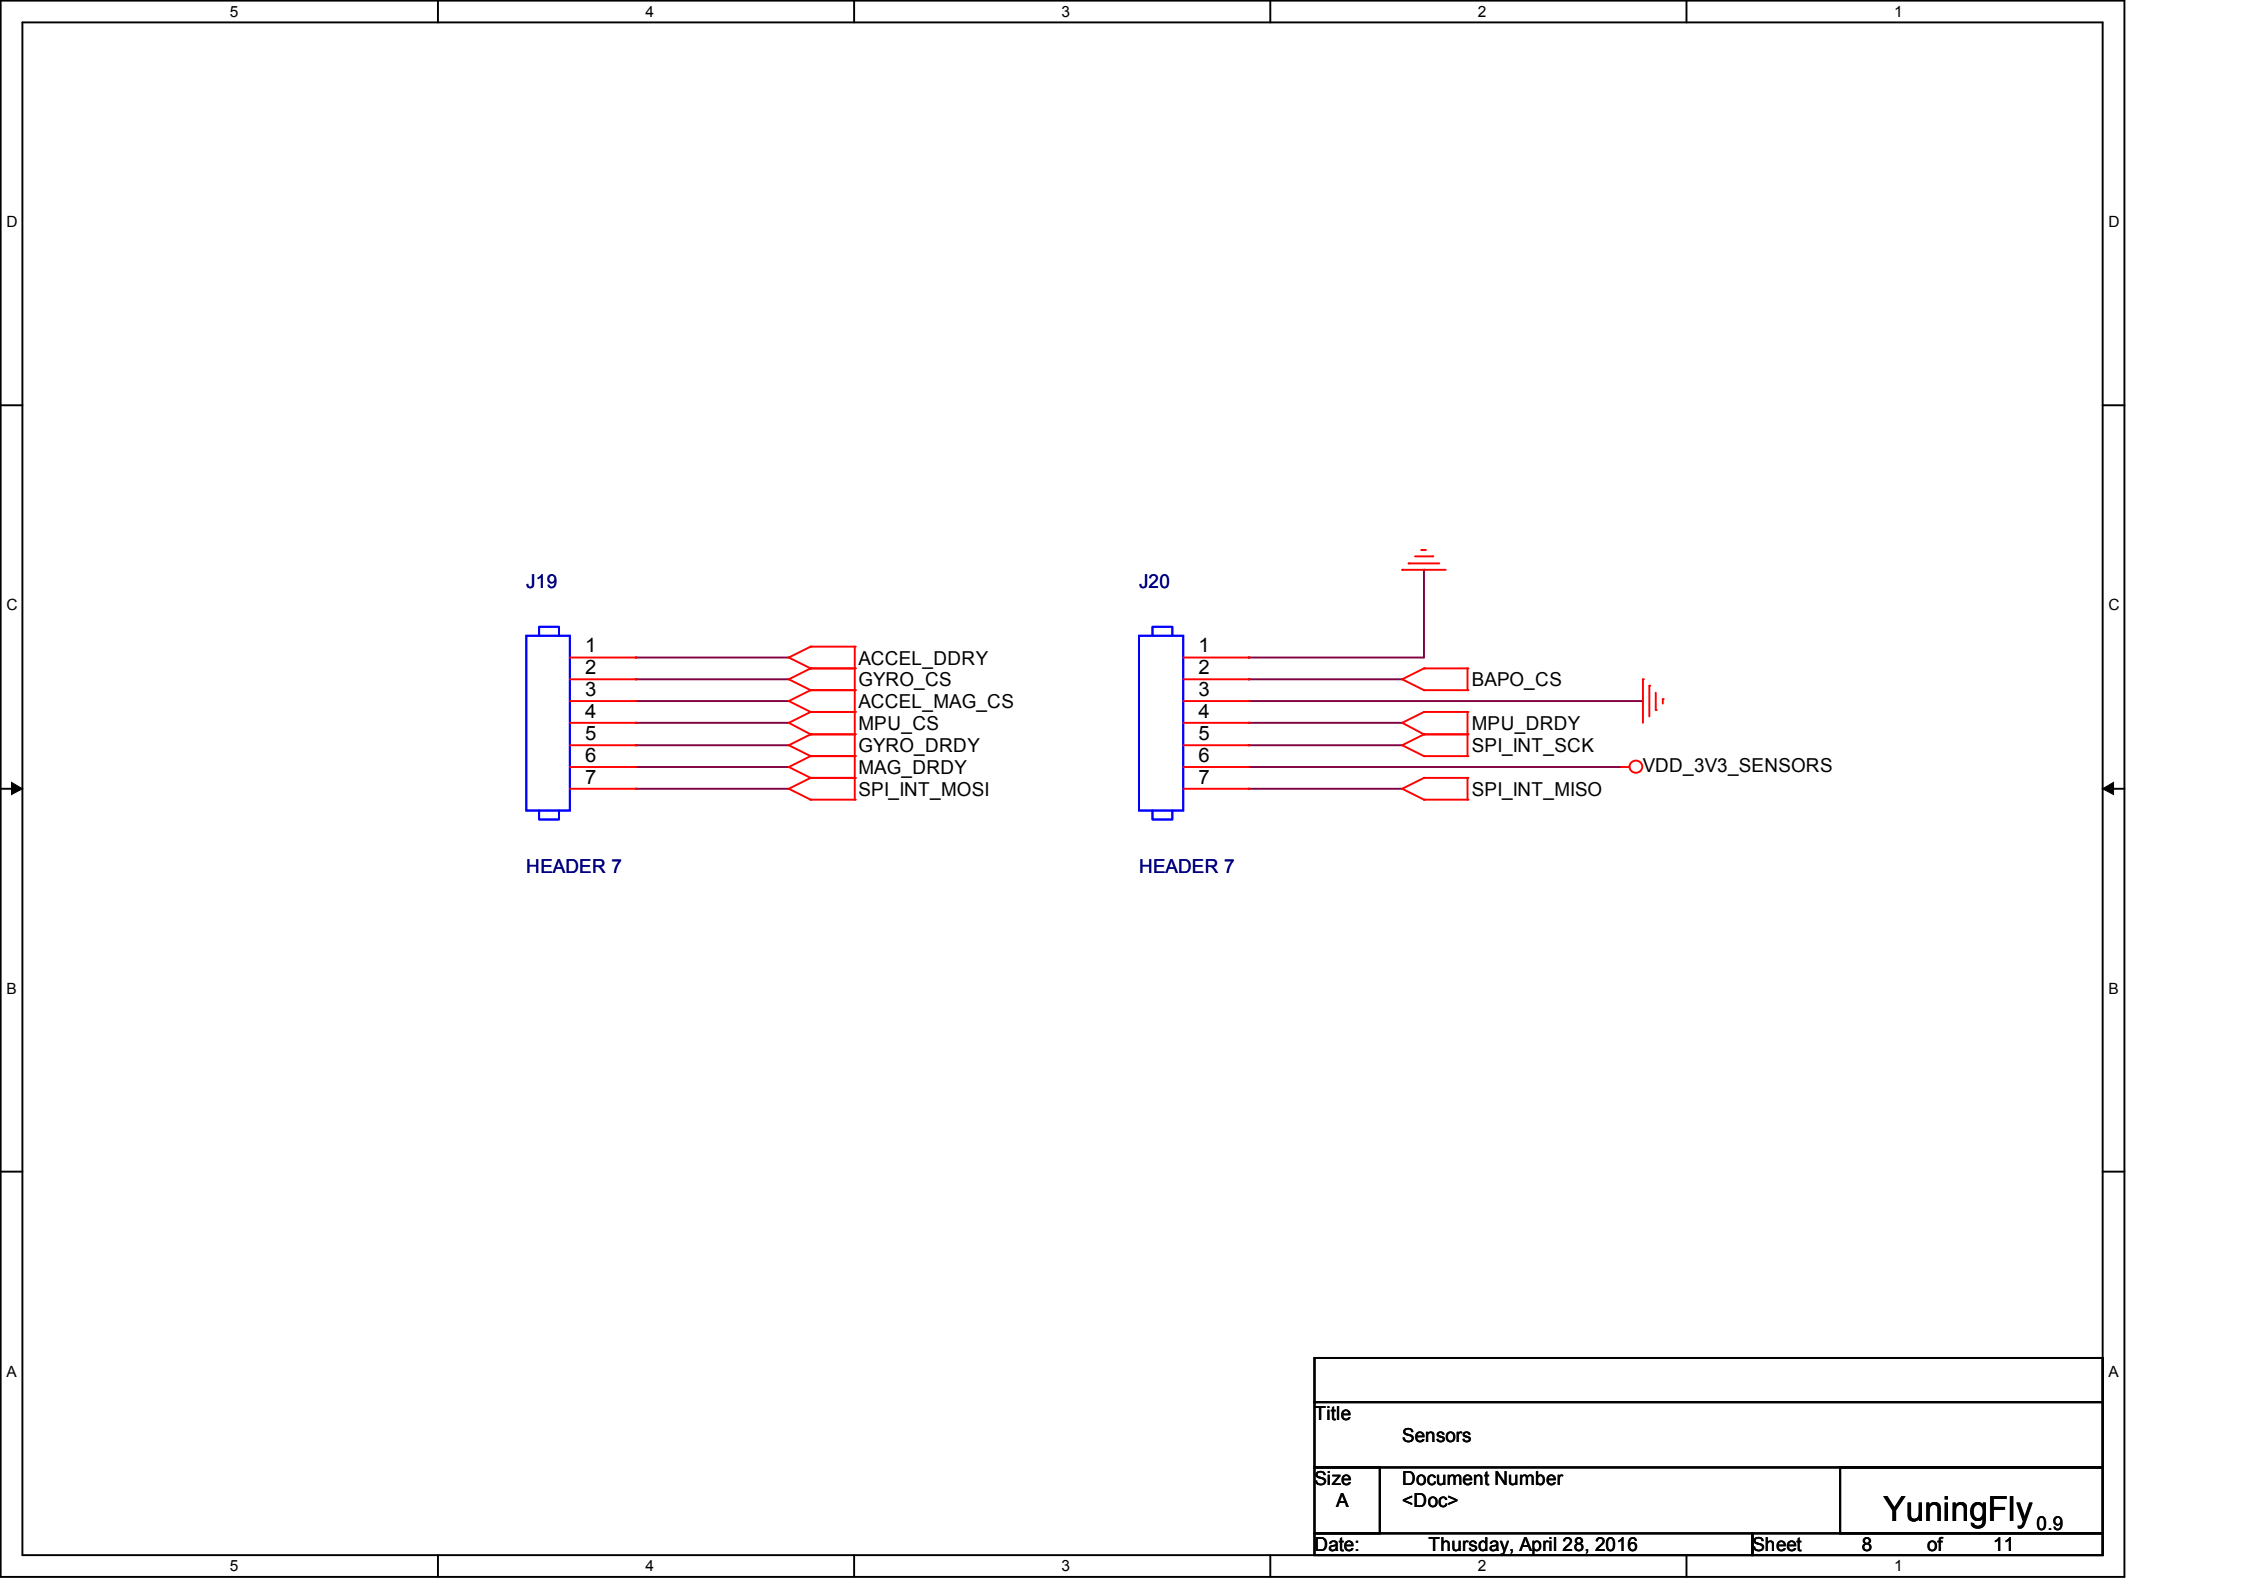 5 4 3 2 1
D D
J19 J20
C C
1 ACCEL_DDRY
2 GYRO_CS
3 ACCEL_MAG_CS
4 MPU_CS
5 GYRO_DRDY
6 MAG_DRDY
7 SPI_INT_MOSI
1
2 BAPO_CS
3
4 MPU_DRDY
5 SPI_INT_SCK
6 VDD_3V3_SENSORS
7 SPI_INT_MISO
HEADER 7 HEADER 7
B B
A A
Title
Sensors
Size Document Number
A <Doc>
YuningFly 0.9
Date: Thursday, April 28, 2016 Sheet 8 of 11
5 4 3 2 1